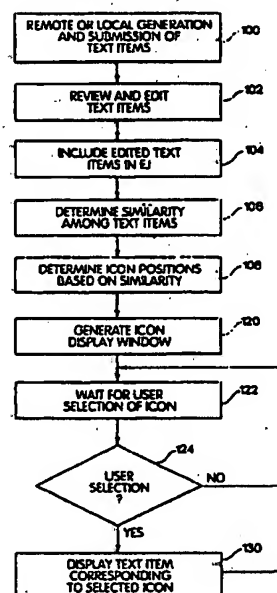 REMOTE OR LOCAL GENERATION
AND SUBMISSION OF
TEXT ITEMS
100
REVIEW AND EDIT
TEXT ITEMS
102
INCLUDE EDITED TEXT
ITEMS IN EJ
104
DETERMINE SIMILARITY
AMONG TEXT ITEMS
106
DETERMINE ICON POSITIONS
BASED ON SIMILARITY
108
GENERATE ICON
DISPLAY WINDOW
120
WAIT FOR USER
SELECTION OF ICON
122
124
USER
SELECTION
?
NO
YES
DISPLAY TEXT ITEM
CORRESPONDING
TO SELECTED ICON
130